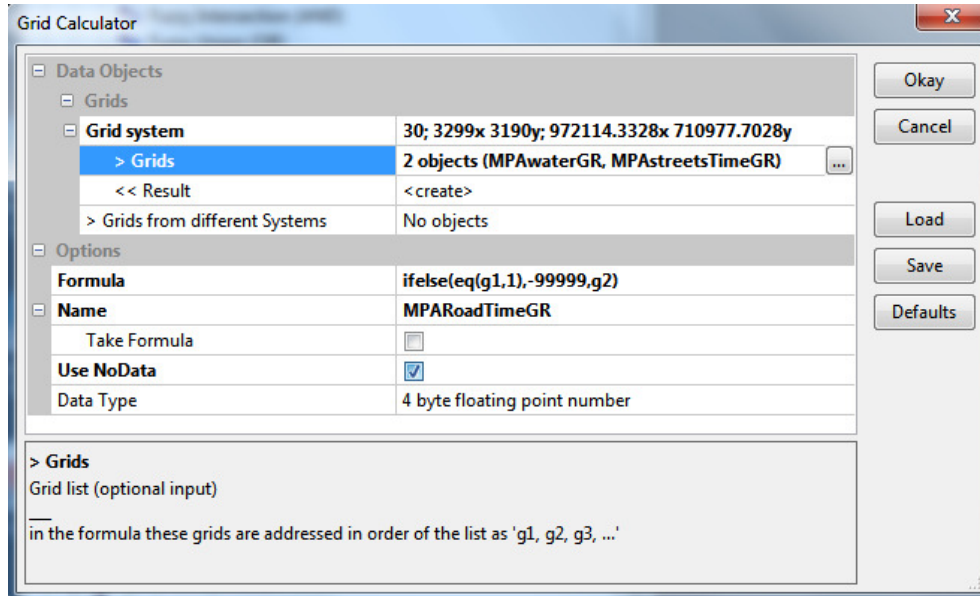 Grid Calculator
Data Objects
Grids
Grid system 30; 3299x 3190y; 972114.3328x 710977.7028y
> Grids 2 objects (MPAwaterGR, MPAstreetsTimeGR) ...
<< Result <create>
> Grids from different Systems No objects
Options
Formula ifelse(eq(g1,1),-99999,g2)
Name MPARoadTimeGR
Take Formula
Use NoData
Data Type 4 byte floating point number
Okay
Cancel
Load
Save
Defaults
> Grids
Grid list (optional input)
___
in the formula these grids are addressed in order of the list as 'g1, g2, g3, ...'